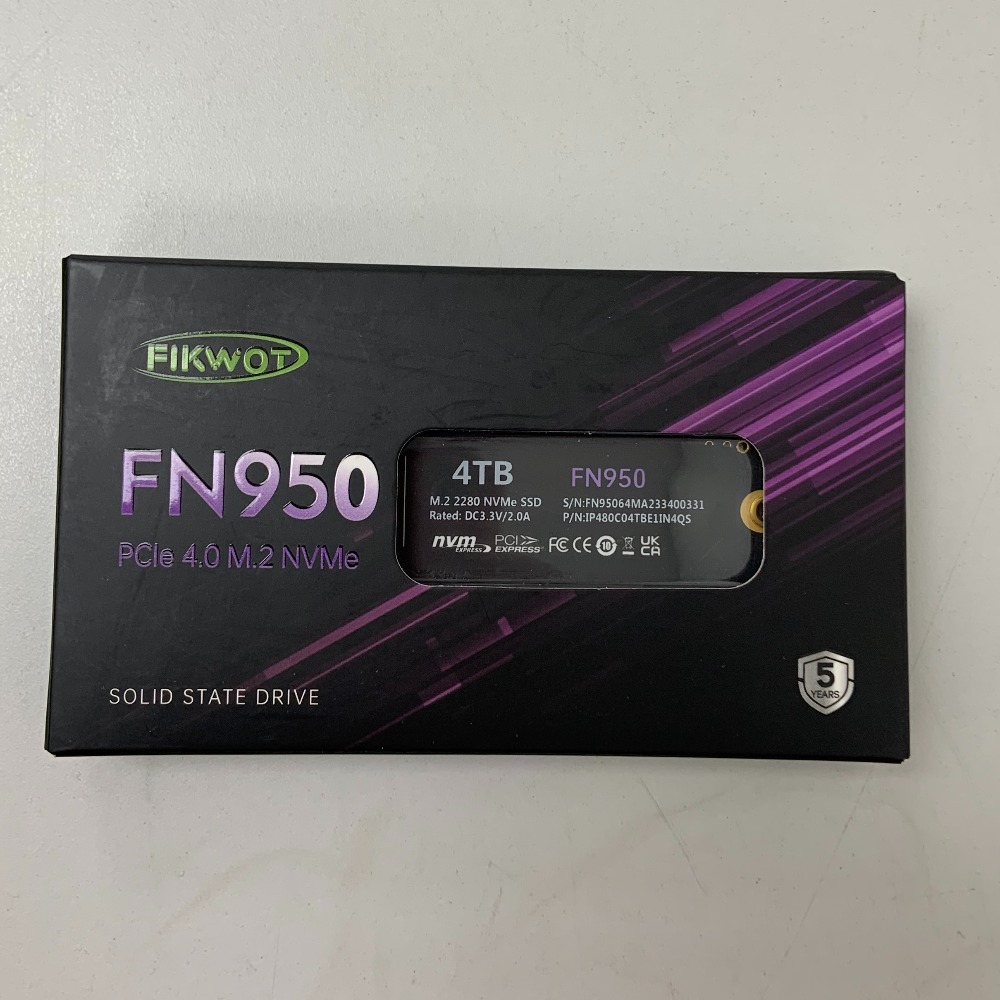 FIKWOT
FN950
PCIe 4.0 M.2 NVMe
4TB
FN950
M.2 2280 NVMe SSD
S/N:FN95064MA233400331
Rated: DC3.3V/2.0A
P/N:IP480C04TBE1IN4QS
nvm
EXPRESS
PCI
EXPRESS®
FC CE 10 UK
CA
SOLID STATE DRIVE
5
YEARS